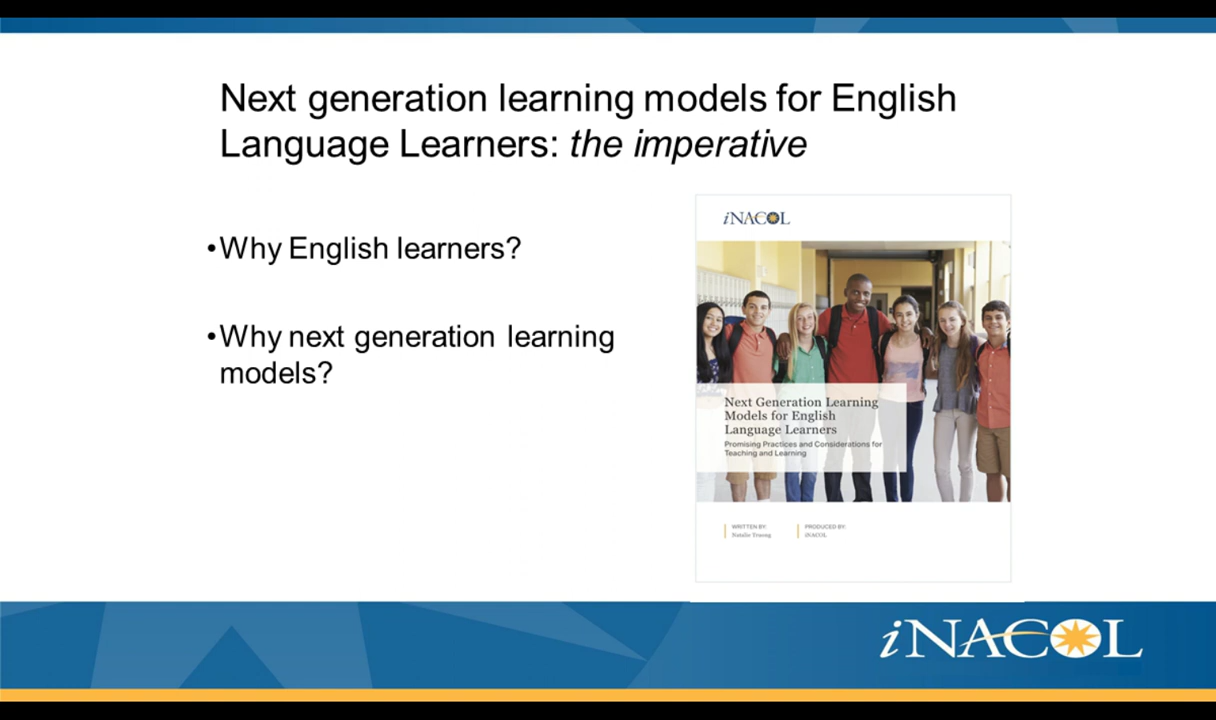 Next generation learning models for English
Language Learners: the imperative
•Why English learners?
•Why next generation learning
models?
iNACOL
Next Generation Learning
Models for English
Language Learners
Promising Practices and Considerations for
Teaching and Learning
WRITTEN BY:
Natalie Truong
PRODUCED BY:
iNACOL
iNACOL